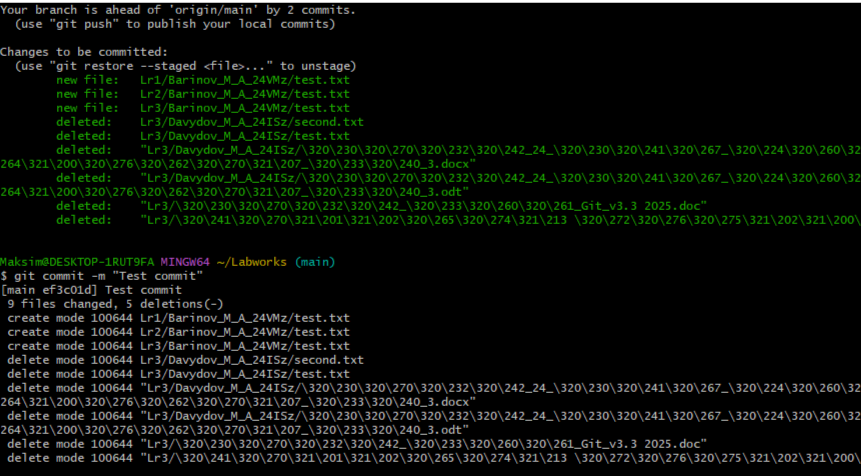 Your branch is ahead of 'origin/main' by 2 commits.
  (use "git push" to publish your local commits)
Changes to be committed:
  (use "git restore --staged <file>..." to unstage)
        new file:   Lr1/Barinov_M_A_24VMz/test.txt
        new file:   Lr2/Barinov_M_A_24VMz/test.txt
        new file:   Lr3/Barinov_M_A_24VMz/test.txt
        deleted:    Lr3/Davydov_M_A_24ISz/second.txt
        deleted:    Lr3/Davydov_M_A_24ISz/test.txt
        deleted:    "Lr3/Davydov_M_A_24ISz/\320\230\320\270\320\232\320\242_24_\320\230\320\241\320\267_\320\224\320\260\32
264\321\200\320\276\320\262\320\270\321\207_\320\233\320\240_3.docx"
        deleted:    "Lr3/Davydov_M_A_24ISz/\320\230\320\270\320\232\320\242_24_\320\230\320\241\320\267_\320\224\320\260\32
264\321\200\320\276\320\262\320\270\321\207_\320\233\320\240_3.odt"
        deleted:    "Lr3/\320\230\320\270\320\232\320\242_\320\233\320\260\320\261_Git_v3.3 2025.doc"
        deleted:    "Lr3/\320\241\320\270\321\201\321\202\320\265\320\274\321\213 \320\272\320\276\320\275\321\202\321\200\
Maksim@DESKTOP-1RUT9FA MINGW64 ~/Labworks (main)
$ git commit -m "Test commit"
[main ef3c01d] Test commit
 9 files changed, 5 deletions(-)
 create mode 100644 Lr1/Barinov_M_A_24VMz/test.txt
 create mode 100644 Lr2/Barinov_M_A_24VMz/test.txt
 create mode 100644 Lr3/Barinov_M_A_24VMz/test.txt
 delete mode 100644 Lr3/Davydov_M_A_24ISz/second.txt
 delete mode 100644 Lr3/Davydov_M_A_24ISz/test.txt
 delete mode 100644 "Lr3/Davydov_M_A_24ISz/\320\230\320\270\320\232\320\242_24_\320\230\320\241\320\267_\320\224\320\260\32
264\321\200\320\276\320\262\320\270\321\207_\320\233\320\240_3.docx"
 delete mode 100644 "Lr3/Davydov_M_A_24ISz/\320\230\320\270\320\232\320\242_24_\320\230\320\241\320\267_\320\224\320\260\32
264\321\200\320\276\320\262\320\270\321\207_\320\233\320\240_3.odt"
 delete mode 100644 "Lr3/\320\230\320\270\320\232\320\242_\320\233\320\260\320\261_Git_v3.3 2025.doc"
 delete mode 100644 "Lr3/\320\241\320\270\321\201\321\202\320\265\320\274\321\213 \320\272\320\276\320\275\321\202\321\200\